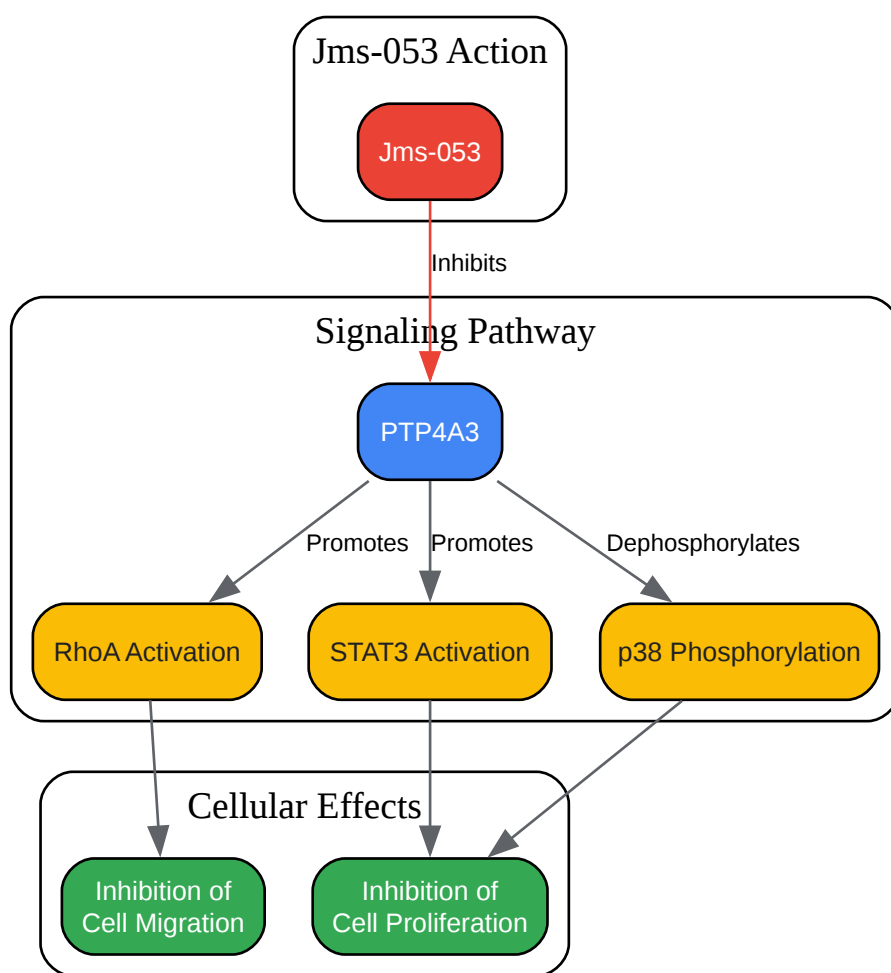 Jms-053 Action
Jms-053
Inhibits
Signaling Pathway
PTP4A3
Promotes
Promotes
Dephosphorylates
RhoA Activation
STAT3 Activation
p38 Phosphorylation
Cellular Effects
Inhibition of
Cell Migration
Inhibition of
Cell Proliferation